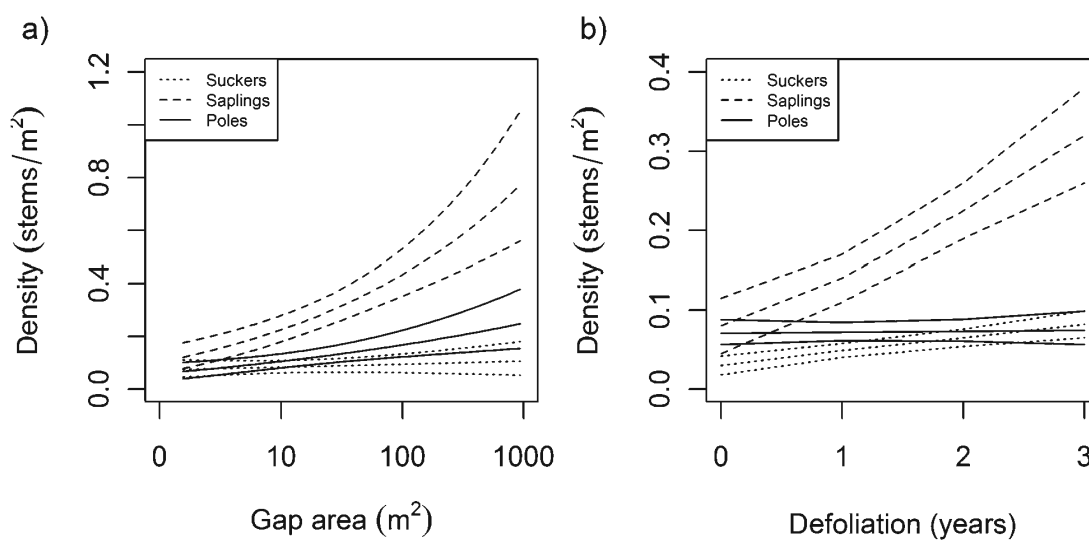 a)
Density (stems/m²)
1.2
0.8
0.4
0.0
Suckers
Saplings
Poles
0 10 100 1000
Gap area (m²)
b)
Density (stems/m²)
0.4
0.3
0.2
0.1
0.0
Suckers
Saplings
Poles
0 1 2 3
Defoliation (years)